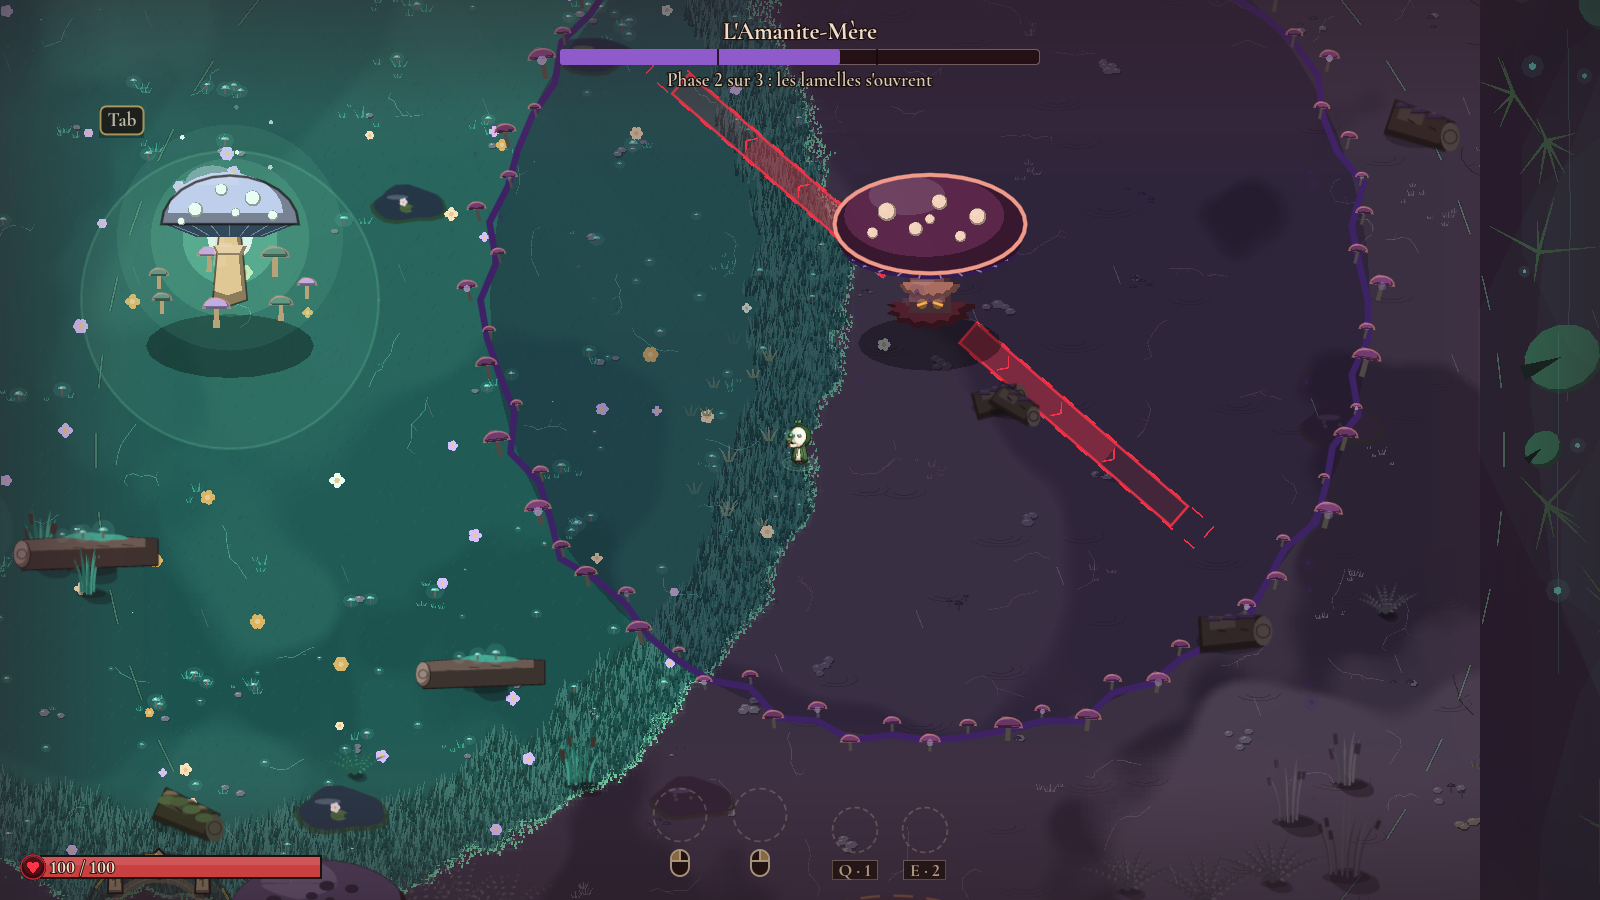 L'Amanite-Mère
Phase 2 sur 3 : les lamelles s'ouvrent
Tab
100 / 100
Q · 1
E · 2